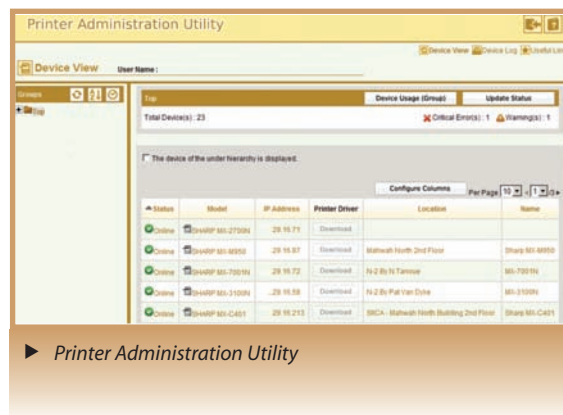 Printer Administration Utility
Device View Device Log Useful Link
Device View User Name :
Groups
Top
Top Device Usage (Group) Update Status
Total Device(s) : 23 Critical Error(s) : 1 Warning(s) : 1
The device of the under hierarchy is displayed.
Configure Columns Per Page 10 1 /3
Status Model IP Address Printer Driver Location Name
Online SHARP MX-2700N .29.16.71 Download
Online SHARP MX-M950 .29.16.97 Download Mahwah North 2nd Floor Sharp MX-M950
Online SHARP MX-7001N .29.16.72 Download N-2 By N.Tanoue MX-7001N
Online SHARP MX-3100N .29.16.59 Download N-2 By Pat Van Dyke MX-3100N
Online SHARP MX-C401 .29.16.213 Download SIICA - Mahwah North Building 2nd Floor Sharp MX-C401
Printer Administration Utility